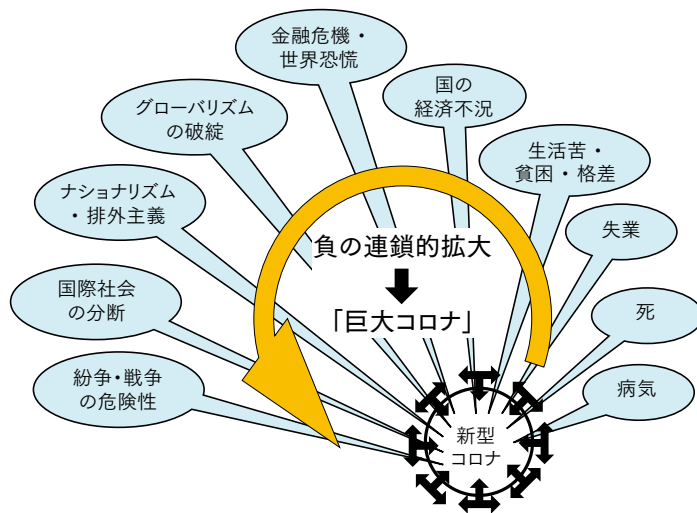 金融危機・
世界恐慌
国の
経済不況
グローバリズム
の破綻
生活苦・
貧困・格差
ナショナリズム
・排外主義
失業
負の連鎖的拡大
「巨大コロナ」
国際社会
の分断
死
紛争・戦争
の危険性
病気
新型
コロナ